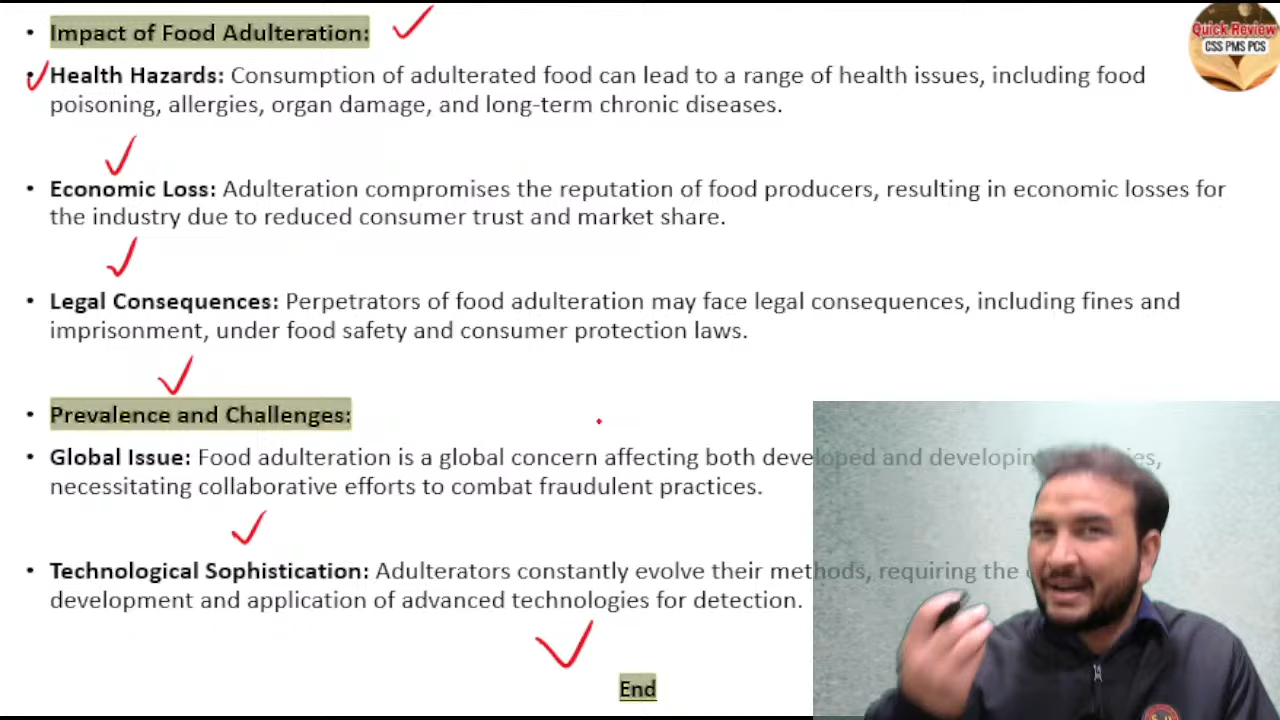 Impact of Food Adulteration:
Quick Review
CSS PMS PCS
Health Hazards: Consumption of adulterated food can lead to a range of health issues, including food
poisoning, allergies, organ damage, and long-term chronic diseases.
Economic Loss: Adulteration compromises the reputation of food producers, resulting in economic losses for
the industry due to reduced consumer trust and market share.
Legal Consequences: Perpetrators of food adulteration may face legal consequences, including fines and
imprisonment, under food safety and consumer protection laws.
Prevalence and Challenges:
Global Issue: Food adulteration is a global concern affecting both developed and developing
necessitating collaborative efforts to combat fraudulent practices.
Technological Sophistication: Adulterators constantly evolve their methods, requiring the
development and application of advanced technologies for detection.
End